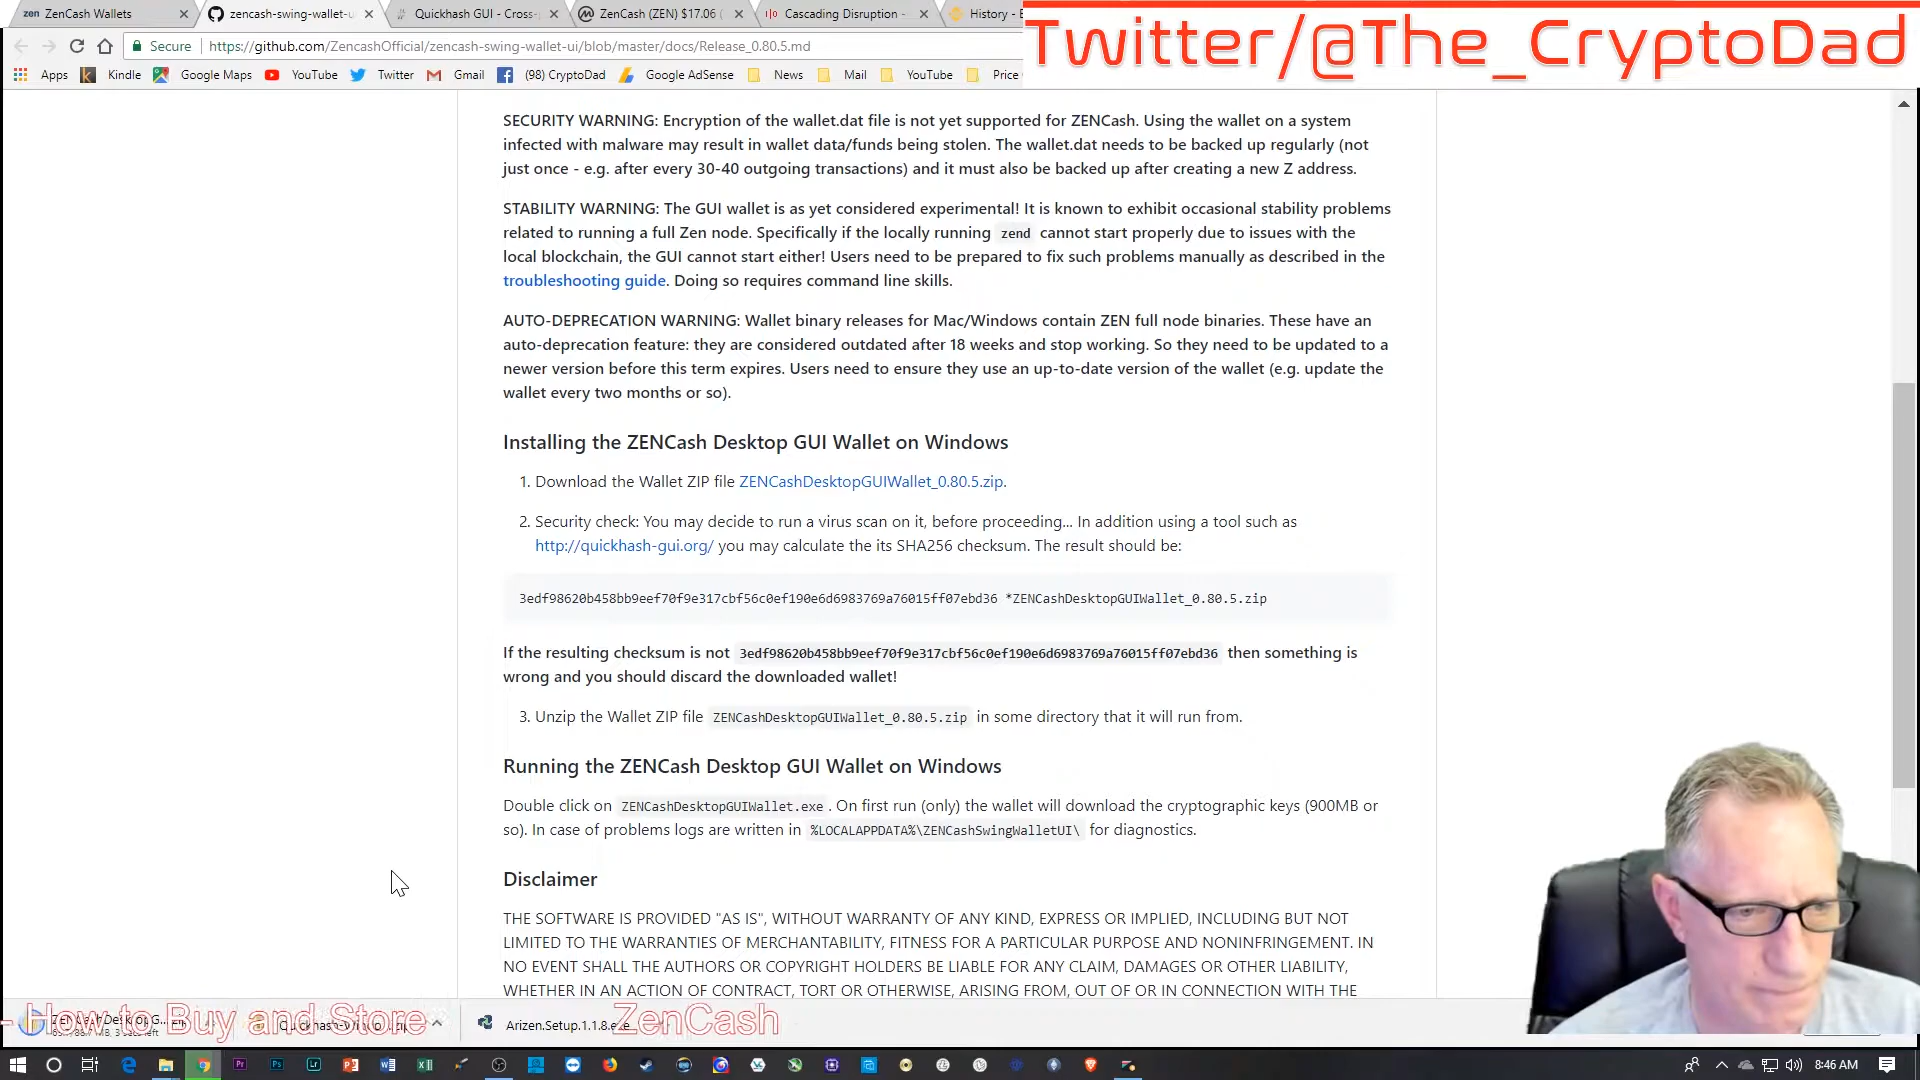 ZenCash Wallets
zencash-swing-wallet-u
Quickhash GUI - Cross-
ZenCash (ZEN) $17.06 (
Cascading Disruption -
History -
Twitter/@The_CryptoDad
Secure
https://github.com/ZencashOfficial/zencash-swing-wallet-ui/blob/master/docs/Release_0.80.5.md
Apps Kindle Google Maps YouTube Twitter Gmail (98) CryptoDad Google AdSense News Mail YouTube Price
SECURITY WARNING: Encryption of the wallet.dat file is not yet supported for ZENCash. Using the wallet on a system
infected with malware may result in wallet data/funds being stolen. The wallet.dat needs to be backed up regularly (not
just once - e.g. after every 30-40 outgoing transactions) and it must also be backed up after creating a new Z address.
STABILITY WARNING: The GUI wallet is as yet considered experimental! It is known to exhibit occasional stability problems
related to running a full Zen node. Specifically if the locally running zend cannot start properly due to issues with the
local blockchain, the GUI cannot start either! Users need to be prepared to fix such problems manually as described in the
troubleshooting guide. Doing so requires command line skills.
AUTO-DEPRECATION WARNING: Wallet binary releases for Mac/Windows contain ZEN full node binaries. These have an
auto-deprecation feature: they are considered outdated after 18 weeks and stop working. So they need to be updated to a
newer version before this term expires. Users need to ensure they use an up-to-date version of the wallet (e.g. update the
wallet every two months or so).
Installing the ZENCash Desktop GUI Wallet on Windows
1. Download the Wallet ZIP file ZENCashDesktopGUIWallet_0.80.5.zip.
2. Security check: You may decide to run a virus scan on it, before proceeding... In addition using a tool such as
http://quickhash-gui.org/ you may calculate the its SHA256 checksum. The result should be:
3edf98620b458bb9eef70f9e317cbf56c0ef190e6d6983769a76015ff07ebd36 *ZENCashDesktopGUIWallet_0.80.5.zip
If the resulting checksum is not 3edf98620b458bb9eef70f9e317cbf56c0ef190e6d6983769a76015ff07ebd36 then something is
wrong and you should discard the downloaded wallet!
3. Unzip the Wallet ZIP file ZENCashDesktopGUIWallet_0.80.5.zip in some directory that it will run from.
Running the ZENCash Desktop GUI Wallet on Windows
Double click on ZENCashDesktopGUIWallet.exe . On first run (only) the wallet will download the cryptographic keys (900MB or
so). In case of problems logs are written in %LOCALAPPDATA%\ZENCashSwingWalletUI\ for diagnostics.
Disclaimer
THE SOFTWARE IS PROVIDED "AS IS", WITHOUT WARRANTY OF ANY KIND, EXPRESS OR IMPLIED, INCLUDING BUT NOT
LIMITED TO THE WARRANTIES OF MERCHANTABILITY, FITNESS FOR A PARTICULAR PURPOSE AND NONINFRINGEMENT. IN
NO EVENT SHALL THE AUTHORS OR COPYRIGHT HOLDERS BE LIABLE FOR ANY CLAIM, DAMAGES OR OTHER LIABILITY,
WHETHER IN AN ACTION OF CONTRACT, TORT OR OTHERWISE, ARISING FROM, OUT OF OR IN CONNECTION WITH THE
- How to Buy and Store ZenCash
Arizen.Setup.1.1.8.exe
8:46 AM